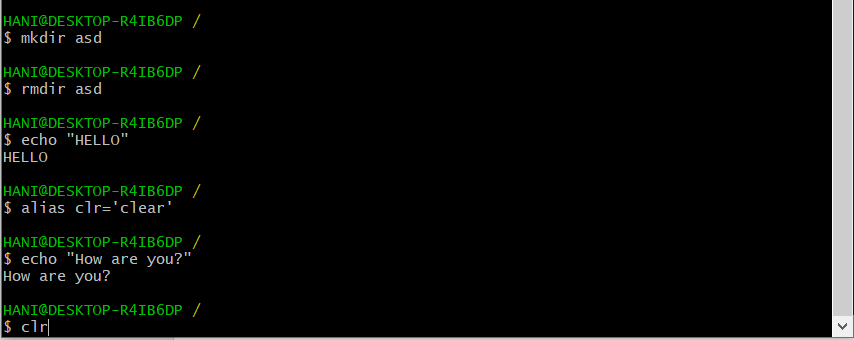 HANI@DESKTOP-R4IB6DP /
$ mkdir asd
HANI@DESKTOP-R4IB6DP /
$ rmdir asd
HANI@DESKTOP-R4IB6DP /
$ echo "HELLO"
HELLO
HANI@DESKTOP-R4IB6DP /
$ alias clr='clear'
HANI@DESKTOP-R4IB6DP /
$ echo "How are you?"
How are you?
HANI@DESKTOP-R4IB6DP /
$ clr